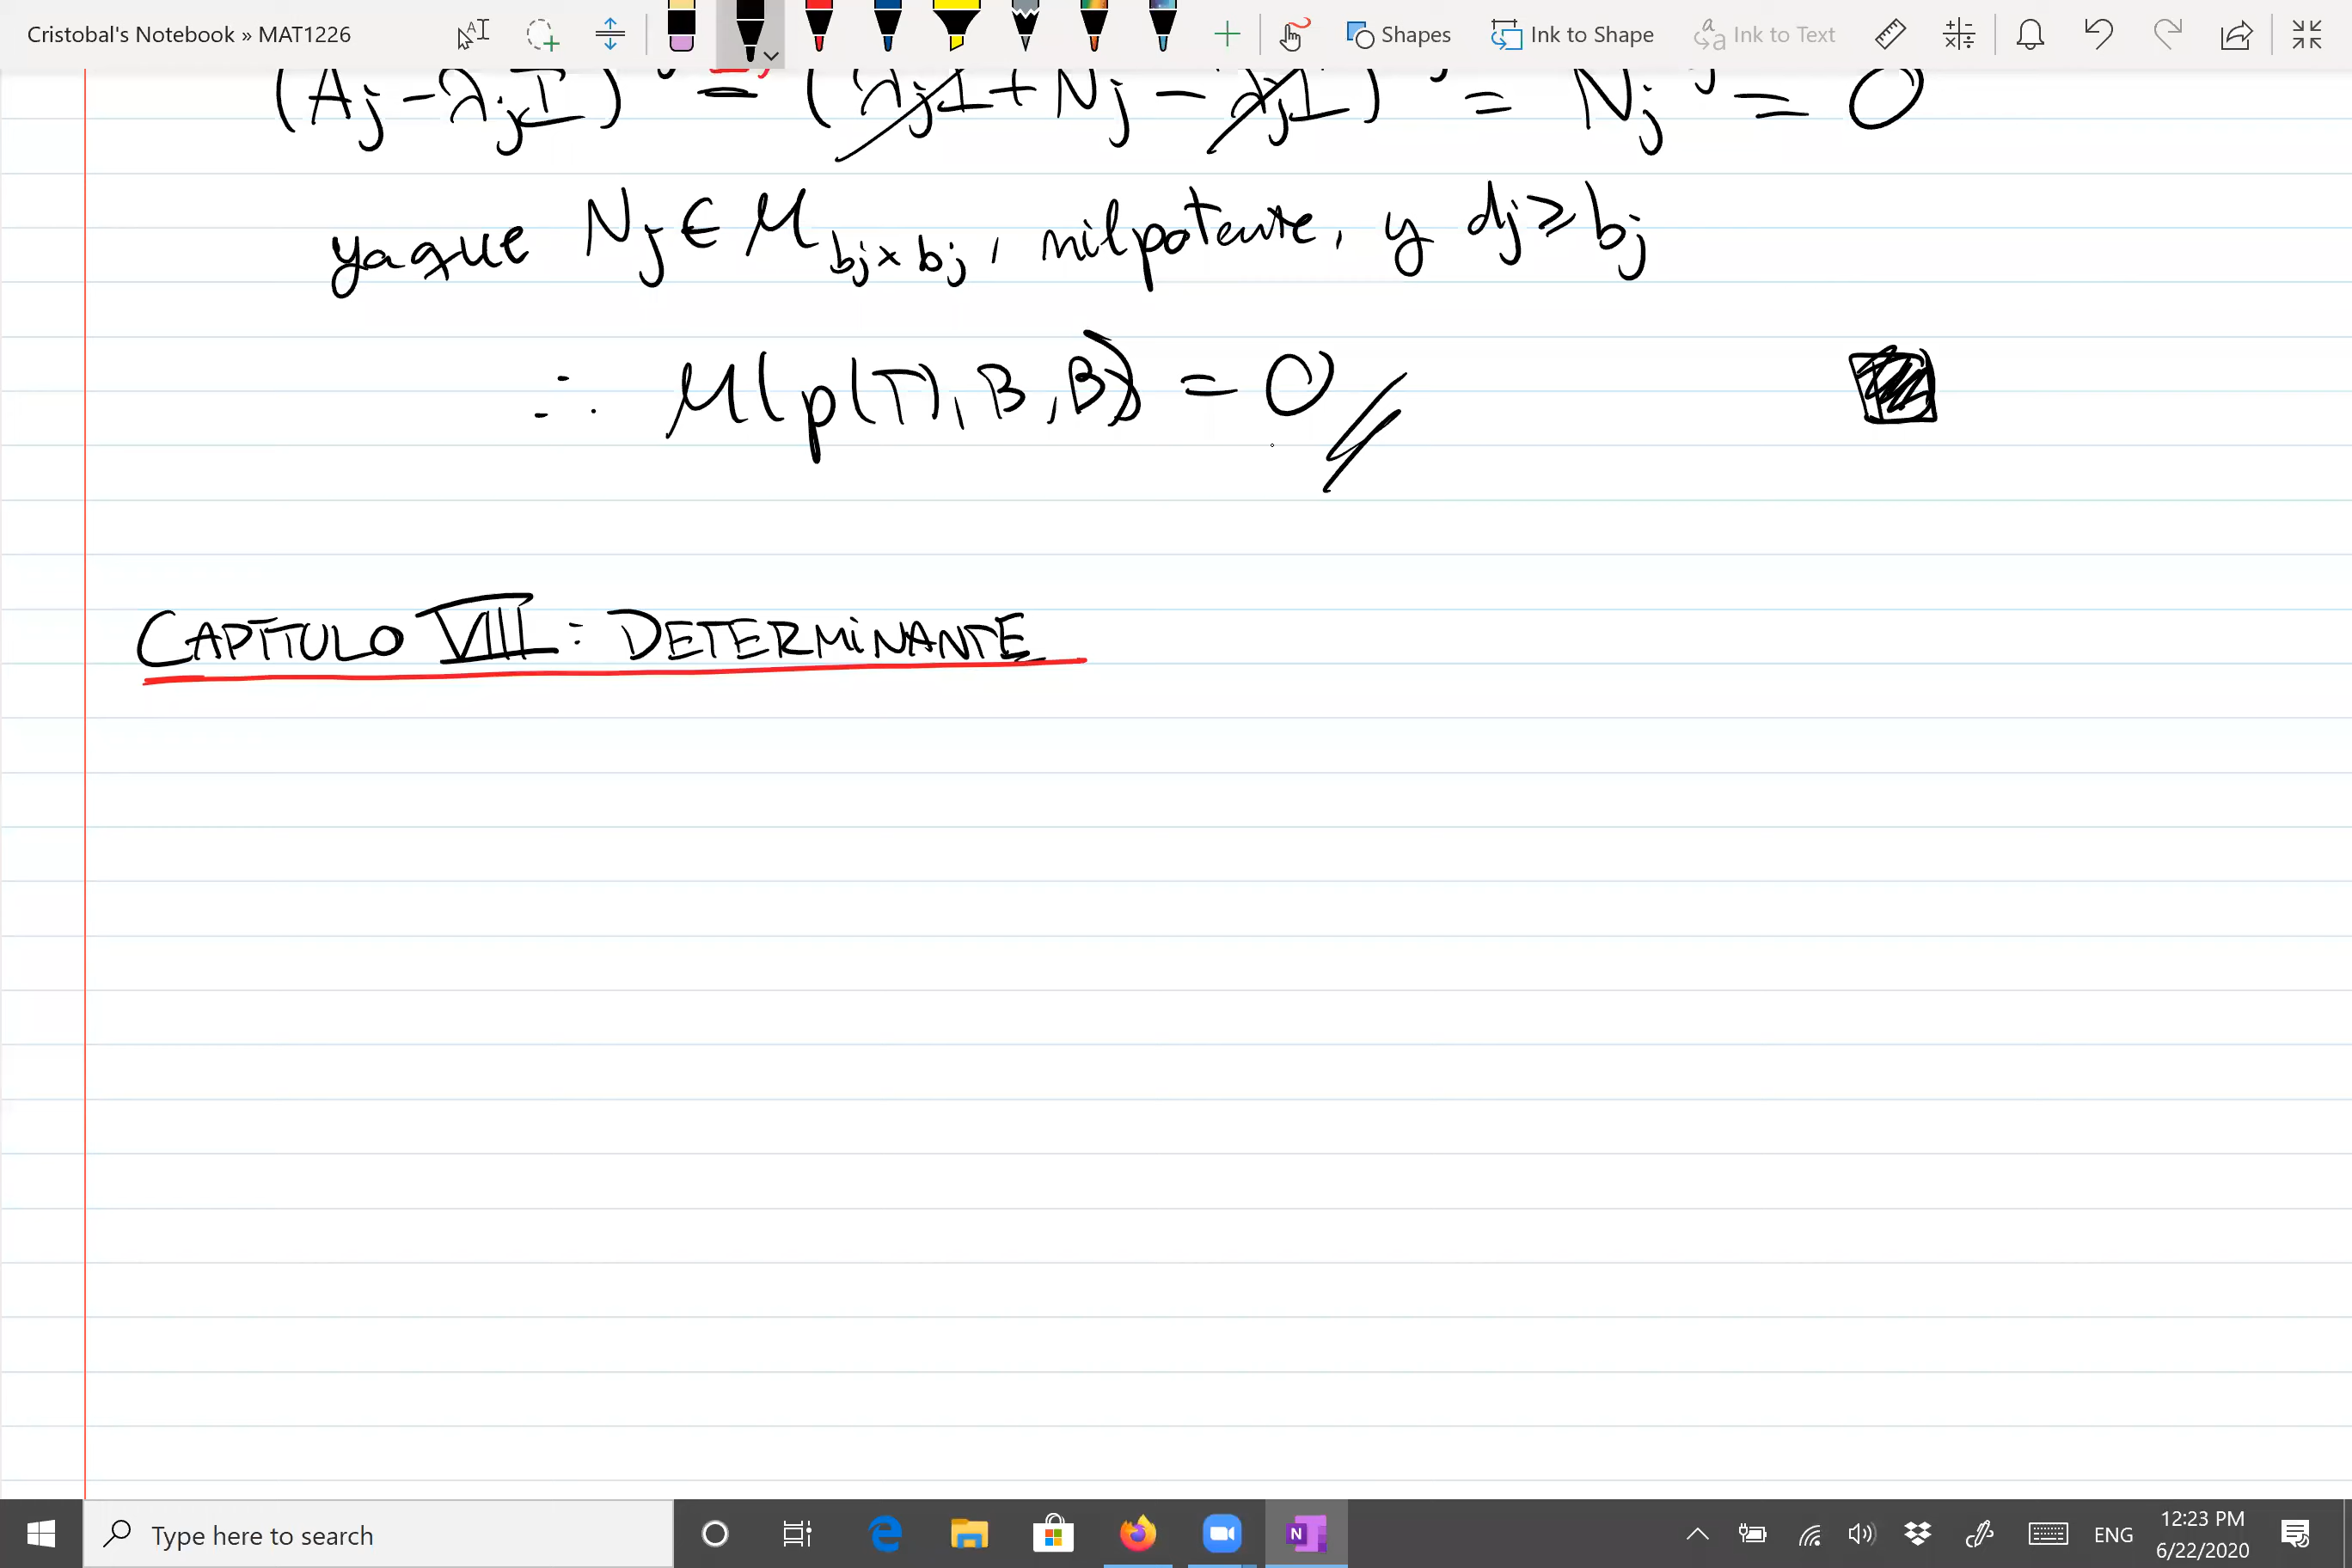 Cristobal's Notebook » MAT1226
Shapes Ink to Shape Ink to Text
(Aj - λjI) = (λjI + Nj - λjI)ʲ = Njʲ = 0
ya que Nj ∈ M bj×bj, nilpotente, y dj ≥ bj
∴ M(p(T), B, B) = 0
CAPÍTULO VIII: DETERMINANTE
Type here to search
ENG
12:23 PM
6/22/2020